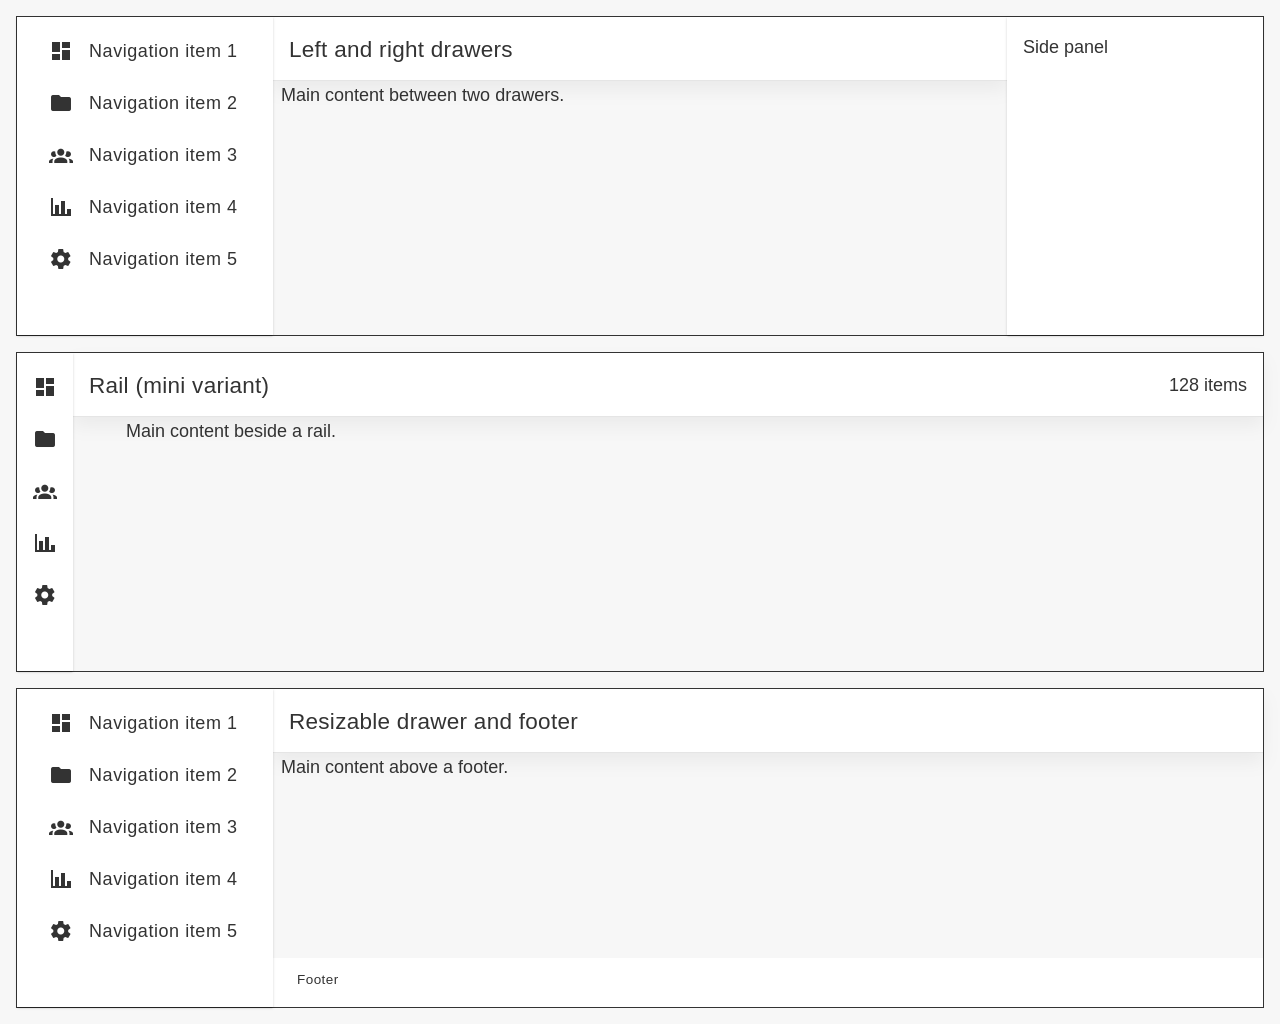 Navigation item 1
Navigation item 2
Navigation item 3
Navigation item 4
Navigation item 5
Left and right drawers
Main content between two drawers.
Side panel
Rail (mini variant)
128 items
Main content beside a rail.
Navigation item 1
Navigation item 2
Navigation item 3
Navigation item 4
Navigation item 5
Resizable drawer and footer
Main content above a footer.
Footer